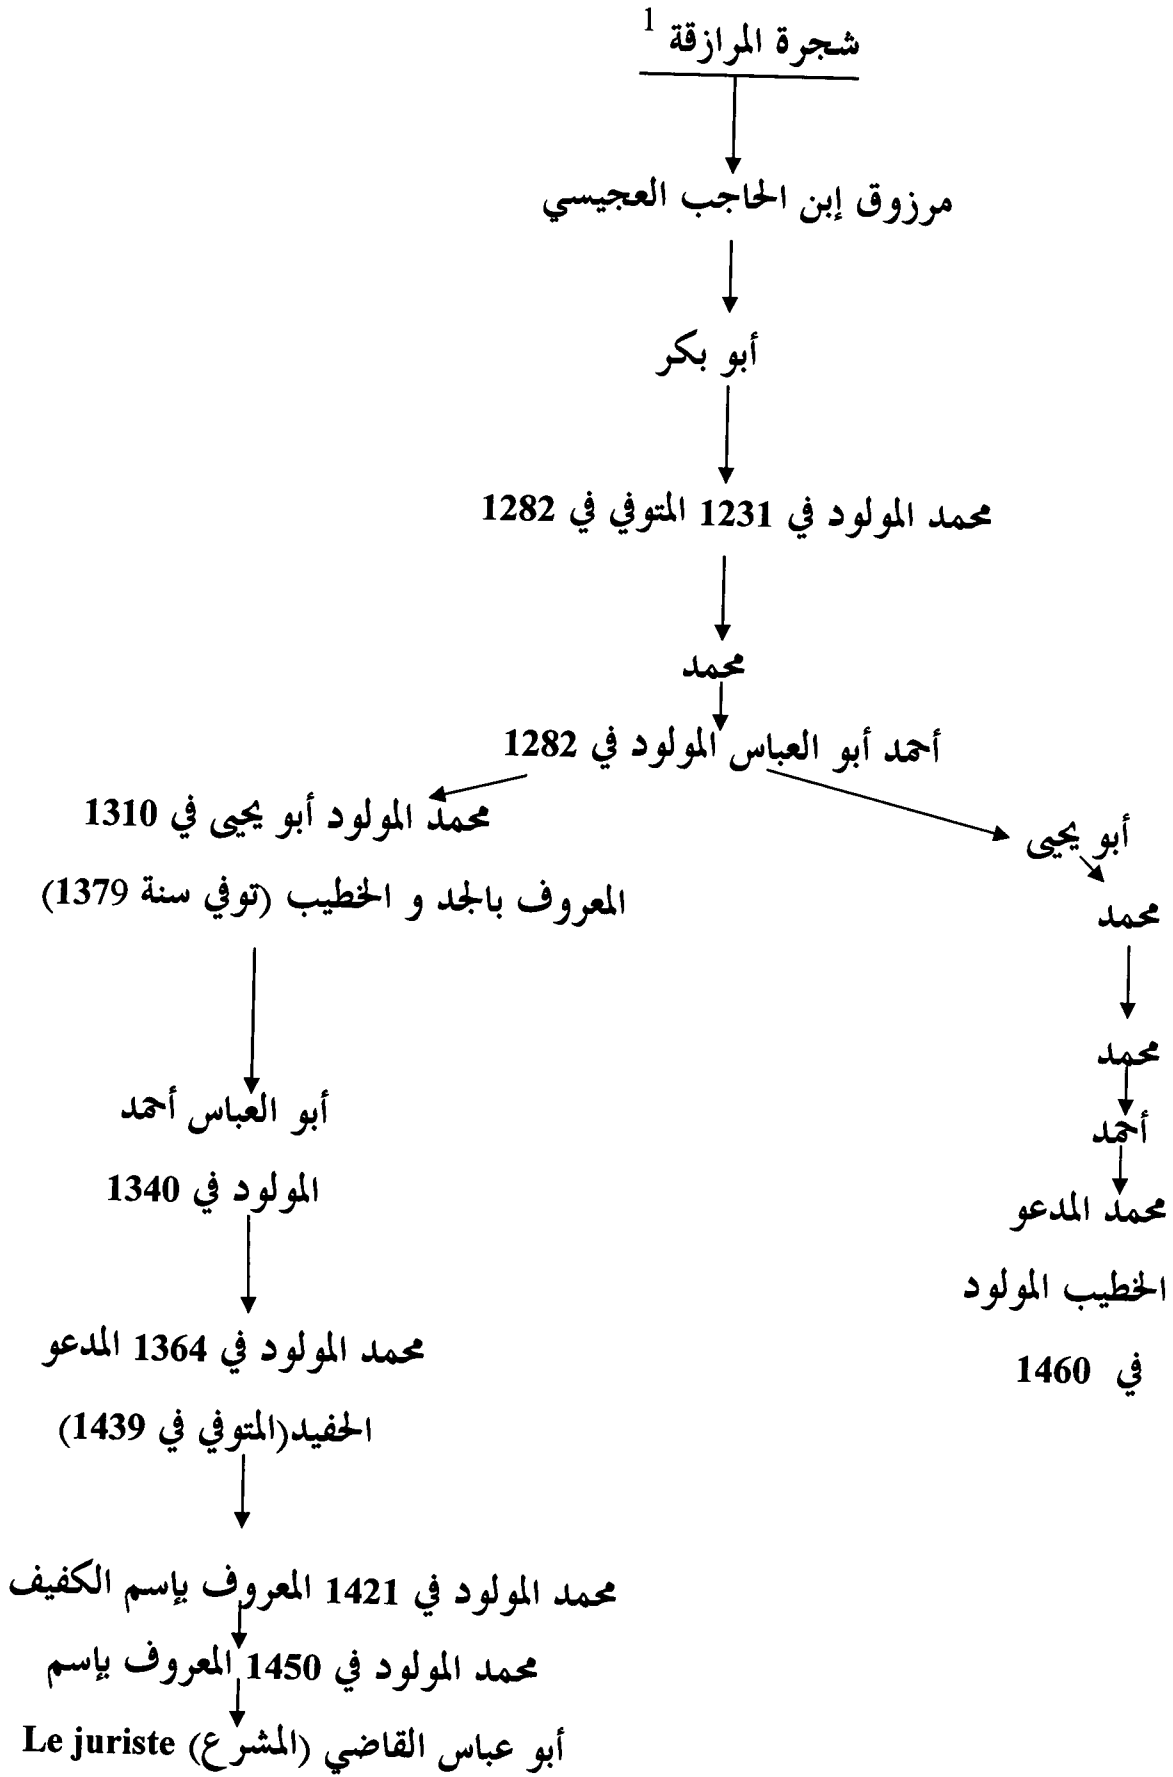 شجرة المرازقة 1
مرزوق إبن الحاجب العجيسي
أبو بكر
محمد المولود في 1231 المتوفي في 1282
محمد
أحمد أبو العباس المولود في 1282
محمد المولود أبو يحيى في 1310
المعروف بالجد و الخطيب (توفي سنة 1379)
أبو العباس أحمد
المولود في 1340
محمد المولود في 1364 المدعو
الحفيد(المتوفي في 1439)
محمد المولود في 1421 المعروف بإسم الكفيف
محمد المولود في 1450 المعروف بإسم
أبو عباس القاضي (المشرع) Le juriste
أبو يحيى
محمد
محمد
أحمد
محمد المدعو
الخطيب المولود
في 1460